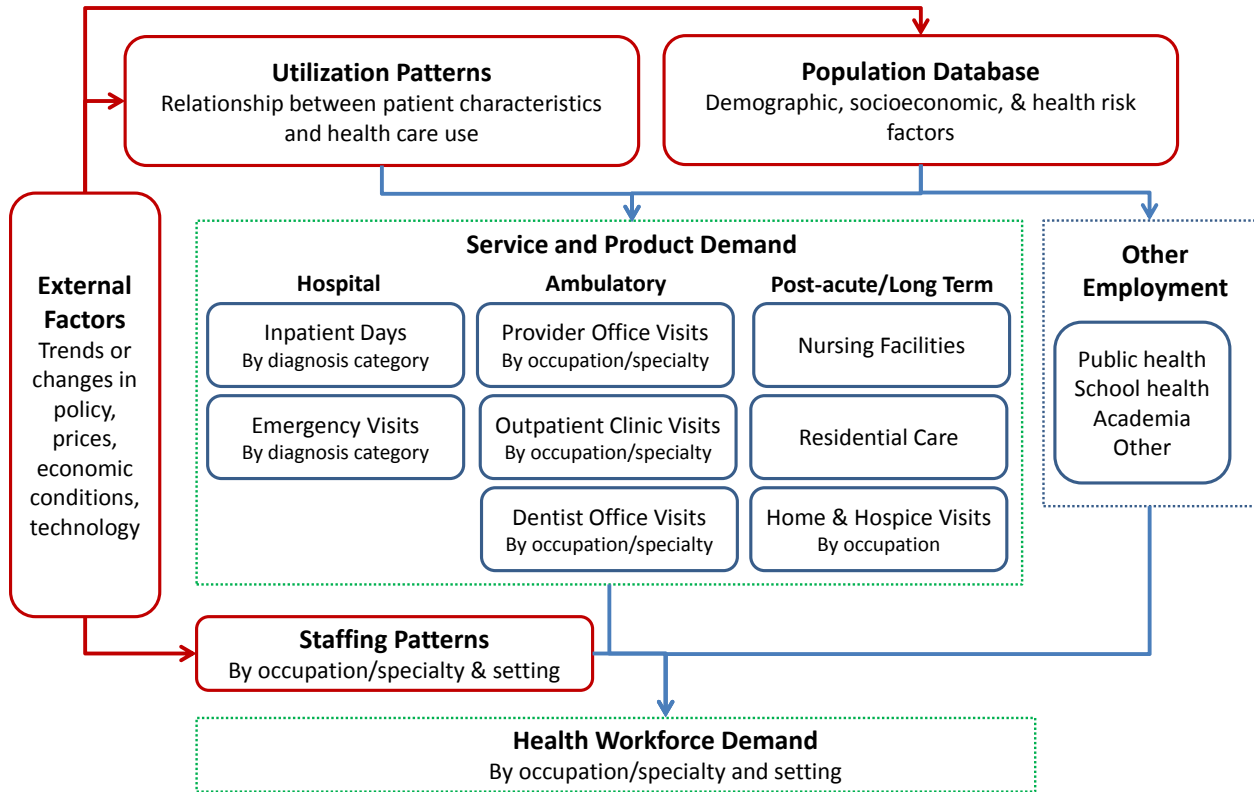 Utilization Patterns
Relationship between patient characteristics
and health care use
Population Database
Demographic, socioeconomic, & health risk
factors
External
Factors
Trends or
changes in
policy,
prices,
economic
conditions,
technology
Service and Product Demand
Hospital
Inpatient Days
By diagnosis category
Emergency Visits
By diagnosis category
Ambulatory
Provider Office Visits
By occupation/specialty
Outpatient Clinic Visits
By occupation/specialty
Dentist Office Visits
By occupation/specialty
Post-acute/Long Term
Nursing Facilities
Residential Care
Home & Hospice Visits
By occupation
Other
Employment
Public health
School health
Academia
Other
Staffing Patterns
By occupation/specialty & setting
Health Workforce Demand
By occupation/specialty and setting